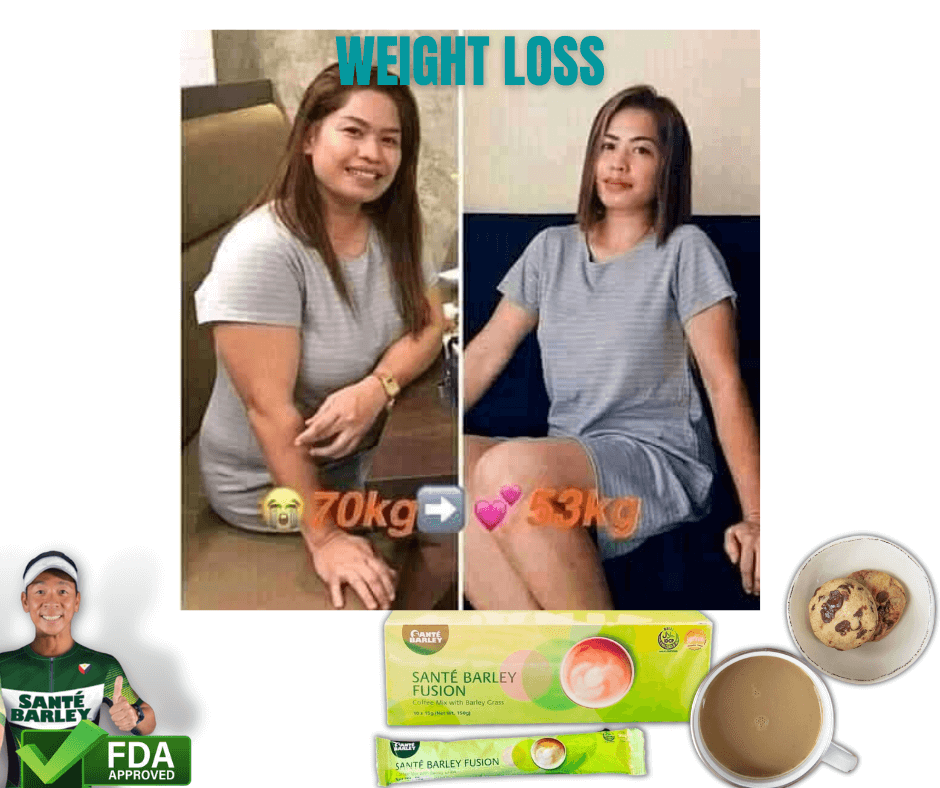 WEIGHT LOSS
70kg
53kg
SANTÉ
BARLEY
SANTÉ BARLEY
FUSION
Coffee Mix with Barley Grass
SANTÉ
BARLEY
FDA
APPROVED
SANTÉ
BARLEY
SANTÉ BARLEY FUSION